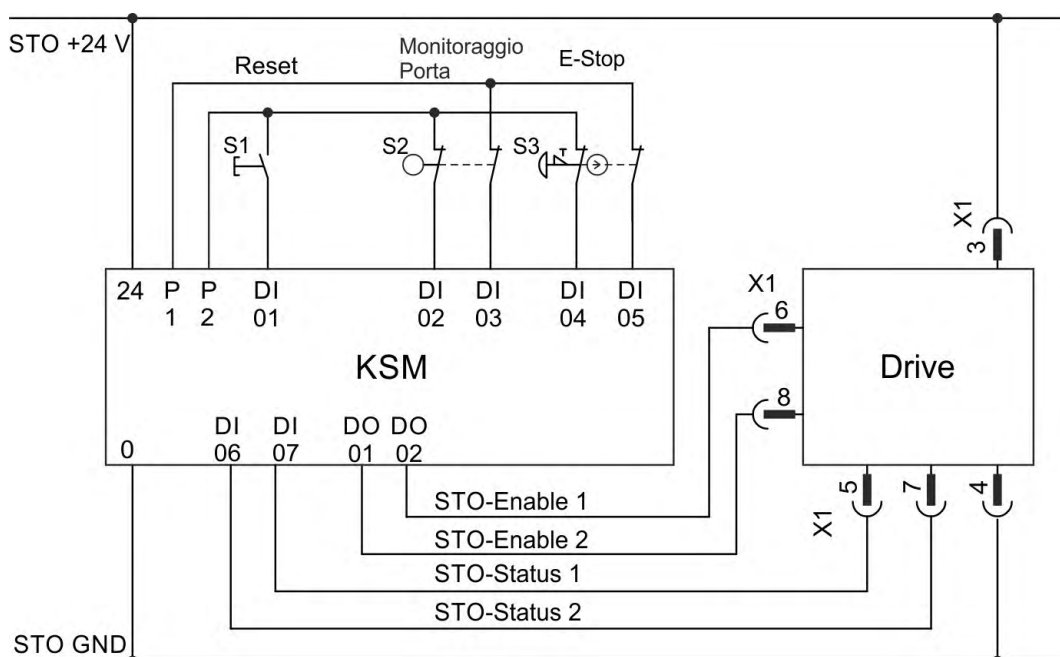 STO +24 V
Reset
Monitoraggio
Porta
E-Stop
S1
S2
S3
X1
3
24 P P DI DI DI DI DI
1 2 01 02 03 04 05
X1
6
KSM
Drive
8
0
DI DI DO DO
06 07 01 02
5
7
4
X1
STO-Enable 1
STO-Enable 2
STO-Status 1
STO-Status 2
STO GND